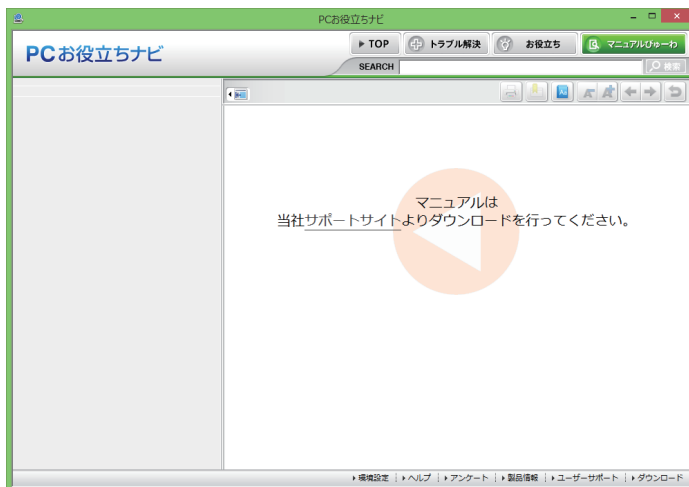 PCお役立ちナビ
PCお役立ちナビ
TOP
トラブル解決
お役立ち
マニュアルびゅーわ
SEARCH
検索
マニュアルは
当社サポートサイトよりダウンロードを行ってください。
環境設定
ヘルプ
アンケート
製品情報
ユーザーサポート
ダウンロード